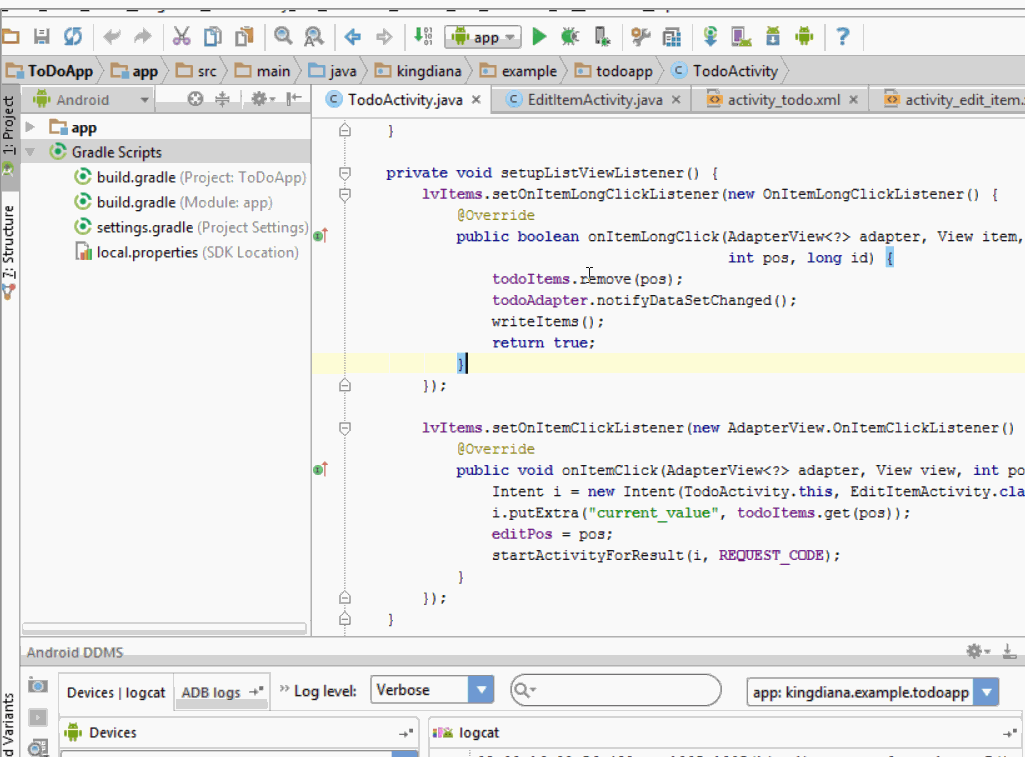 app
ToDoApp app src main java kingdiana example todoapp TodoActivity
1: Project
7: Structure
d Variants
Android
app
Gradle Scripts
build.gradle (Project: ToDoApp)
build.gradle (Module: app)
settings.gradle (Project Settings)
local.properties (SDK Location)
TodoActivity.java EditItemActivity.java activity_todo.xml activity_edit_item.
}
private void setupListViewListener() {
lvItems.setOnItemLongClickListener(new OnItemLongClickListener() {
@Override
public boolean onItemLongClick(AdapterView<?> adapter, View item,
int pos, long id) {
todoItems.remove(pos);
todoAdapter.notifyDataSetChanged();
writeItems();
return true;
}
});
lvItems.setOnItemClickListener(new AdapterView.OnItemClickListener()
@Override
public void onItemClick(AdapterView<?> adapter, View view, int po
Intent i = new Intent(TodoActivity.this, EditItemActivity.cla
i.putExtra("current_value", todoItems.get(pos));
editPos = pos;
startActivityForResult(i, REQUEST_CODE);
}
});
}
Android DDMS
Devices | logcat ADB logs Log level: Verbose app: kingdiana.example.todoapp
Devices logcat